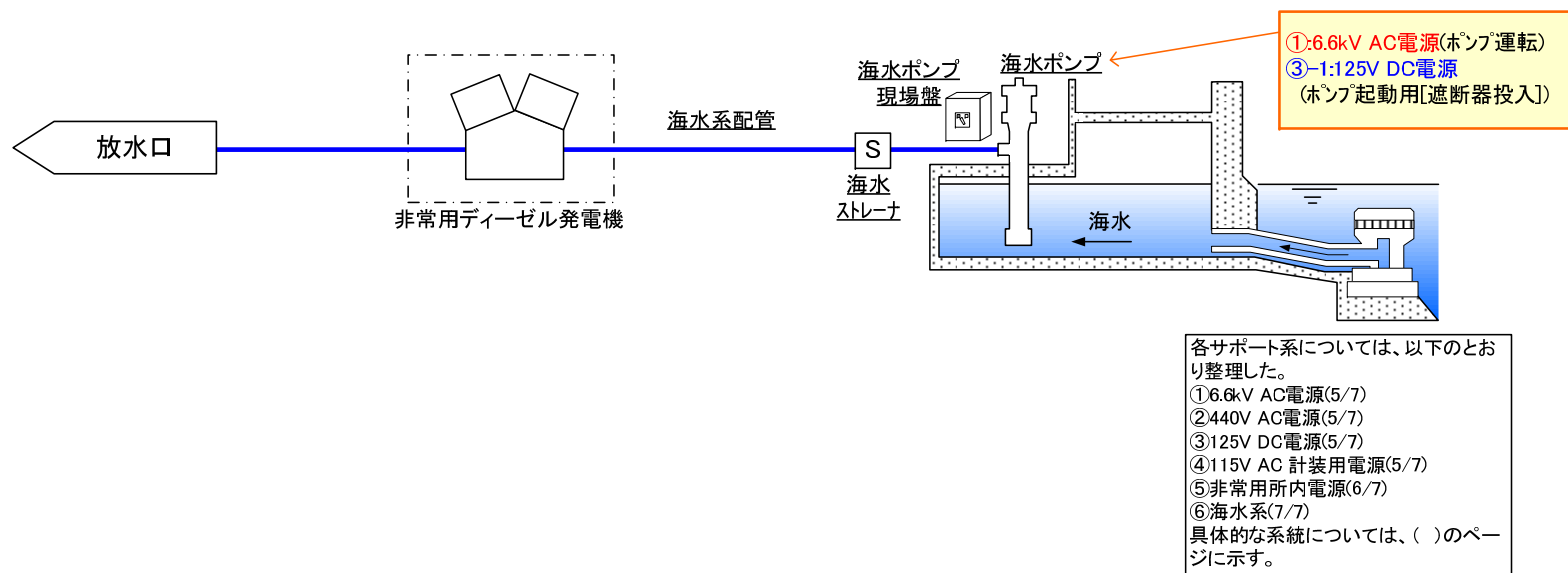 ①:6.6kV AC電源(ポンプ運転)
③-1:125V DC電源
(ポンプ起動用[遮断器投入])
海水ポンプ
海水ポンプ
現場盤
海水系配管
放水口
S
海水
ストレーナ
非常用ディーゼル発電機
海水
各サポート系については、以下のとお
り整理した。
①6.6kV AC電源(5/7)
②440V AC電源(5/7)
③125V DC電源(5/7)
④115V AC 計装用電源(5/7)
⑤非常用所内電源(6/7)
⑥海水系(7/7)
具体的な系統については、( )のペー
ジに示す。